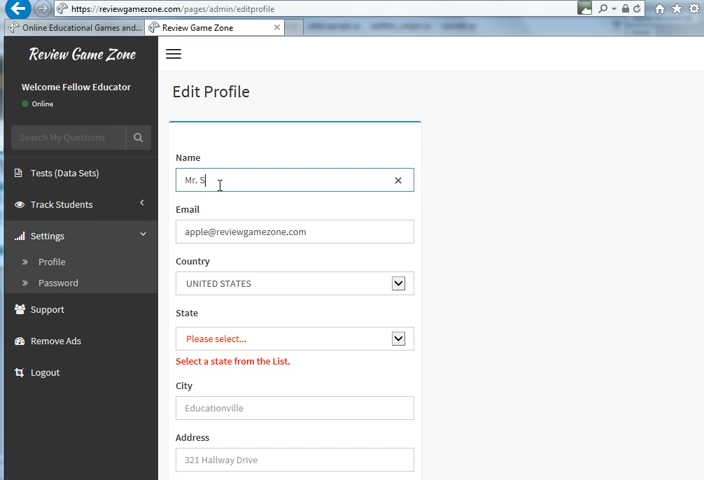 https://reviewgamezone.com/pages/admin/editprofile
Online Educational Games and...
Review Game Zone
Review Game Zone
Welcome Fellow Educator
Online
Search My Questions
Tests (Data Sets)
Track Students
Settings
Profile
Password
Support
Remove Ads
Logout
Edit Profile
Name
Mr. S
Email
apple@reviewgamezone.com
Country
UNITED STATES
State
Please select...
Select a state from the List.
City
Educationville
Address
321 Hallway Drive